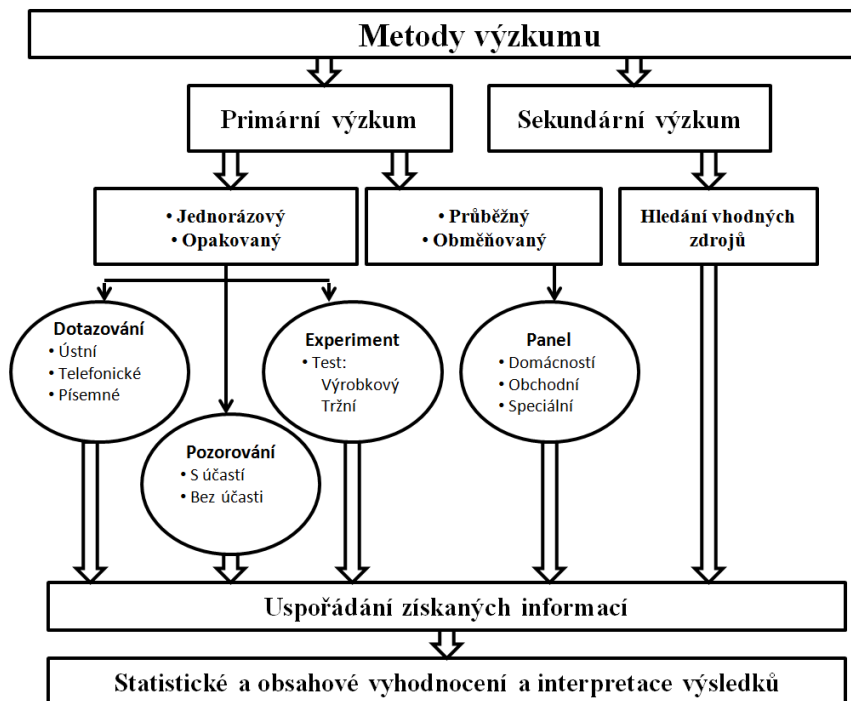 Metody výzkumu
Primární výzkum
Sekundární výzkum
• Jednorázový
• Opakovaný
• Průběžný
• Obměňovaný
Hledání vhodných
zdrojů
Dotazování
• Ústní
• Telefonické
• Písemné
Experiment
• Test:
Výrobkový
Tržní
Panel
• Domácností
• Obchodní
• Speciální
Pozorování
• S účastí
• Bez účasti
Uspořádání získaných informací
Statistické a obsahové vyhodnocení a interpretace výsledků